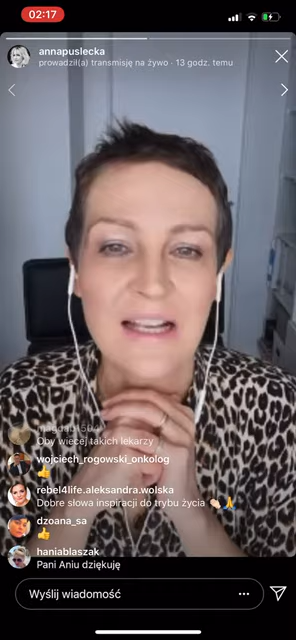 02:17
annapuslecka
prowadził(a) transmisję na żywo · 13 godz. temu
Oby więcej takich lekarzy
wojciech_rogowski_onkolog
👍
rebel4life.aleksandra.wolska
Dobre słowa inspiracji do trybu życia 👏🏻🙏
dzoana_sa
👍
haniablaszak
Pani Aniu dziękuję
Wyślij wiadomość